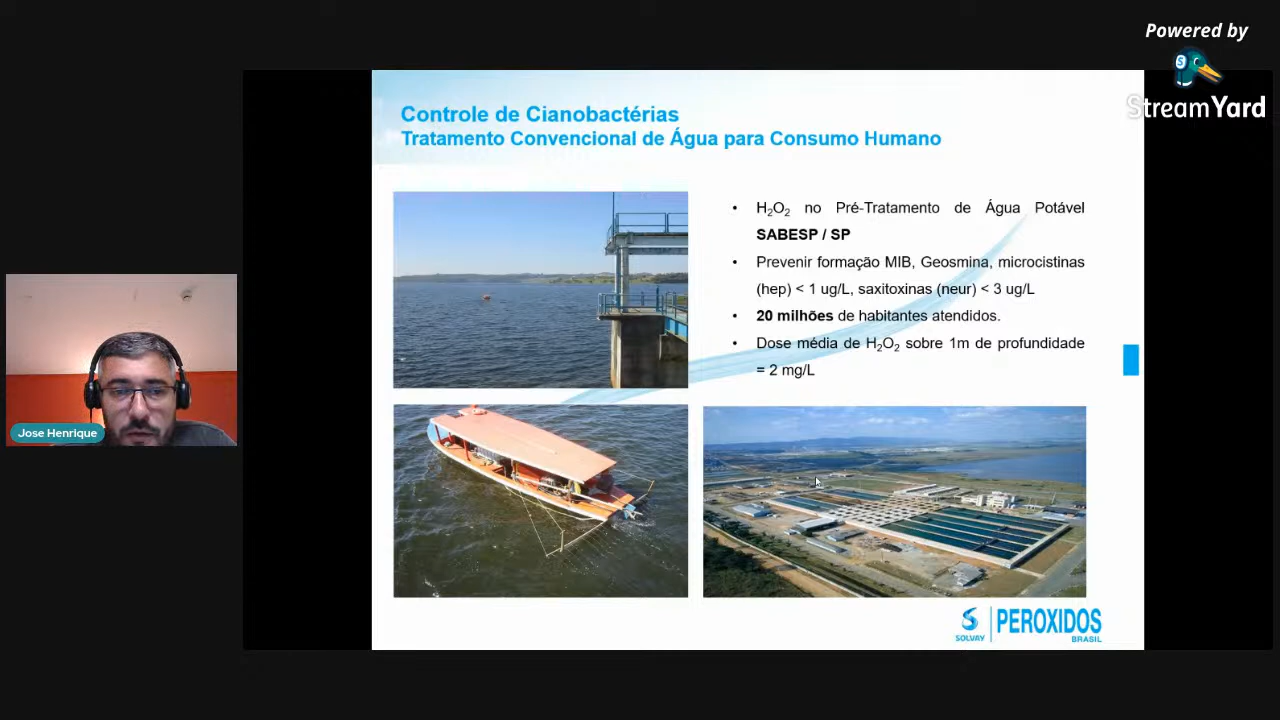 Powered by
StreamYard
Controle de Cianobactérias
Tratamento Convencional de Água para Consumo Humano
• H₂O₂ no Pré-Tratamento de Água Potável
SABESP / SP
• Prevenir formação MIB, Geosmina, microcistinas
(hep) < 1 ug/L, saxitoxinas (neur) < 3 ug/L
• 20 milhões de habitantes atendidos.
• Dose média de H₂O₂ sobre 1m de profundidade
= 2 mg/L
Jose Henrique
SOLVAY
PEROXIDOS
BRASIL